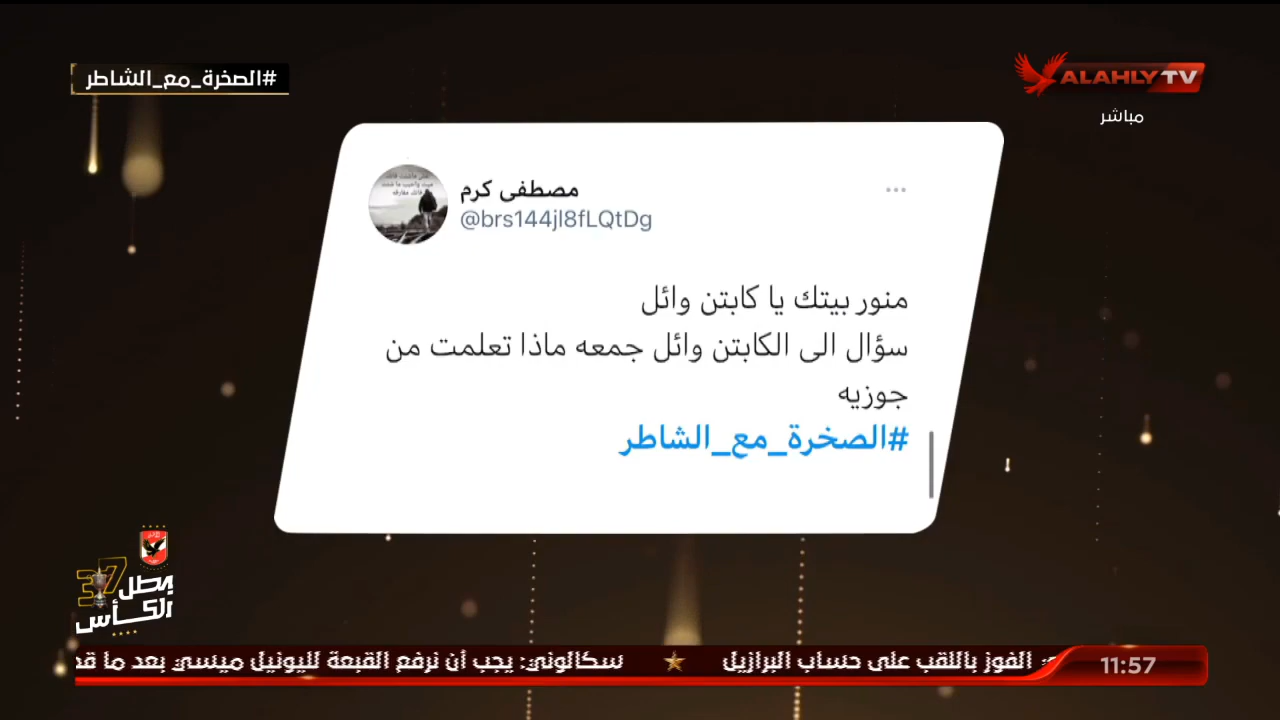 #الصخرة_مع_الشاطر
ALAHLY TV
مباشر
مصطفى كرم
@brs144jl8fLQtDg
منور بيتك يا كابتن وائل
سؤال الى الكابتن وائل جمعه ماذا تعلمت من
جوزيه
#الصخرة_مع_الشاطر
37
بطل
الكأس
الفوز باللقب على حساب البرازيل ★ سكالوني: يجب أن نرفع القبعة لليونيل ميسي بعد ما
11:57